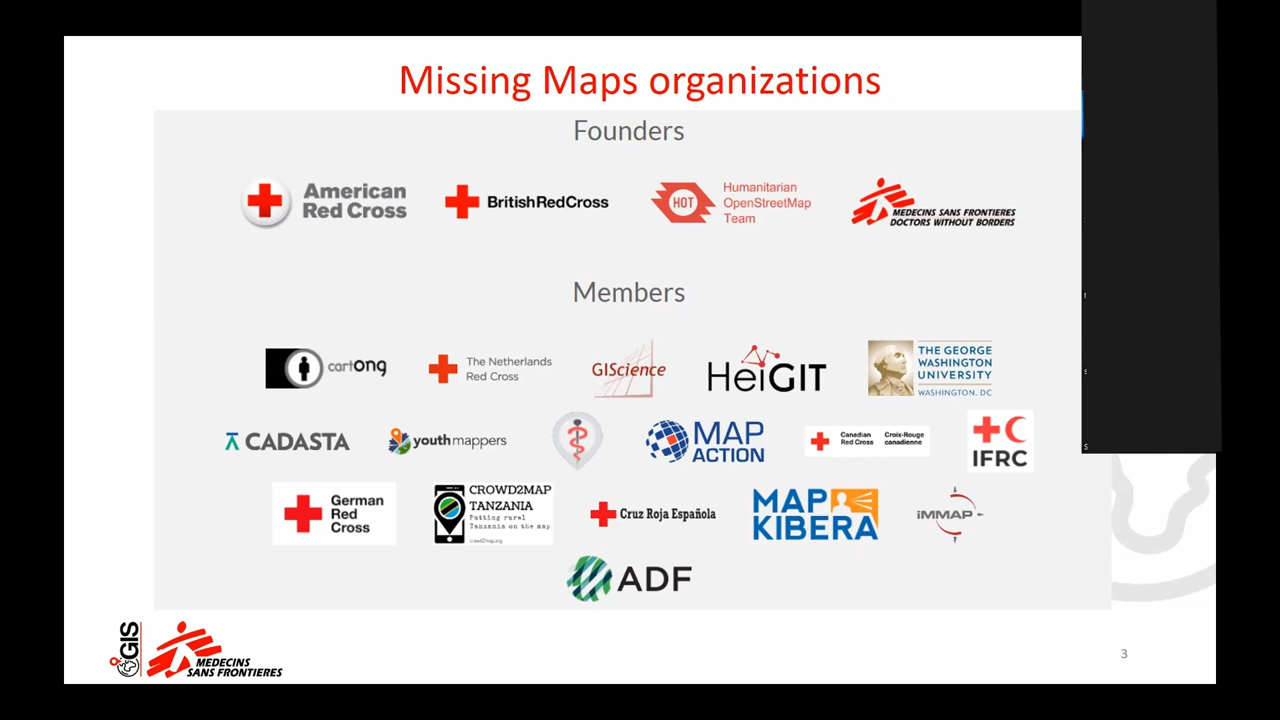 Missing Maps organizations
Founders
American
Red Cross
BritishRedCross
HOT
Humanitarian
OpenStreetMap
Team
MEDECINS SANS FRONTIERES
DOCTORS WITHOUT BORDERS
Members
cartong
The Netherlands
Red Cross
GIScience
HeiGIT
THE GEORGE
WASHINGTON
UNIVERSITY
WASHINGTON, DC
CADASTA
youthmappers
MAP
ACTION
Canadian
Red Cross
Croix-Rouge
canadienne
IFRC
German
Red
Cross
CROWD2MAP
TANZANIA
Putting rural
Tanzania on the map
crowd2map.org
Cruz Roja Española
MAP
KIBERA
iMMAP
ADF
GIS
MEDECINS
SANS FRONTIERES
3